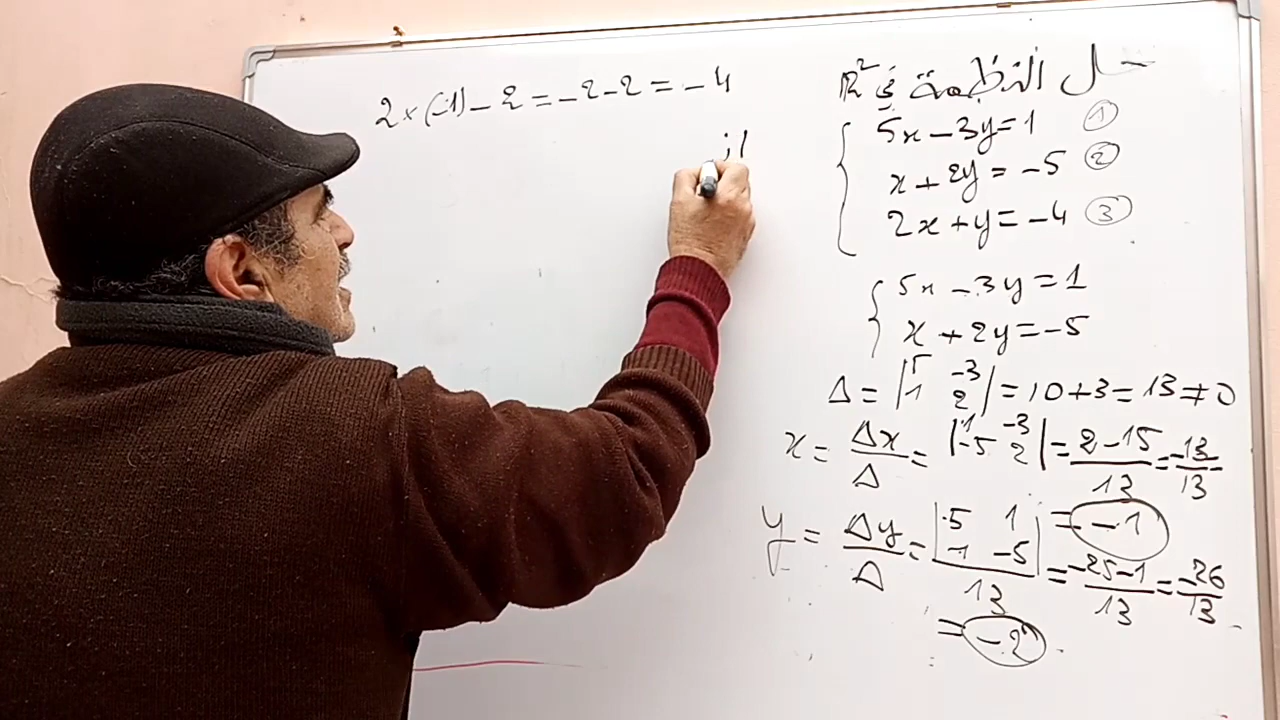 حل النظمة في ℝ²
5x − 3y = 1 ①
x + 2y = −5 ②
2x + y = −4 ③
5x − 3y = 1
x + 2y = −5
Δ = |5 −3; 1 2| = 10 + 3 = 13 ≠ 0
x = Δx/Δ = |1 −3; −5 2| = (2 − 15)/13 = −13/13
= −1
y = Δy/Δ = |5 1; 1 −5|/13 = (−25 − 1)/13 = −26/13
= −2
2 × (−1) − 2 = −2 − 2 = −4